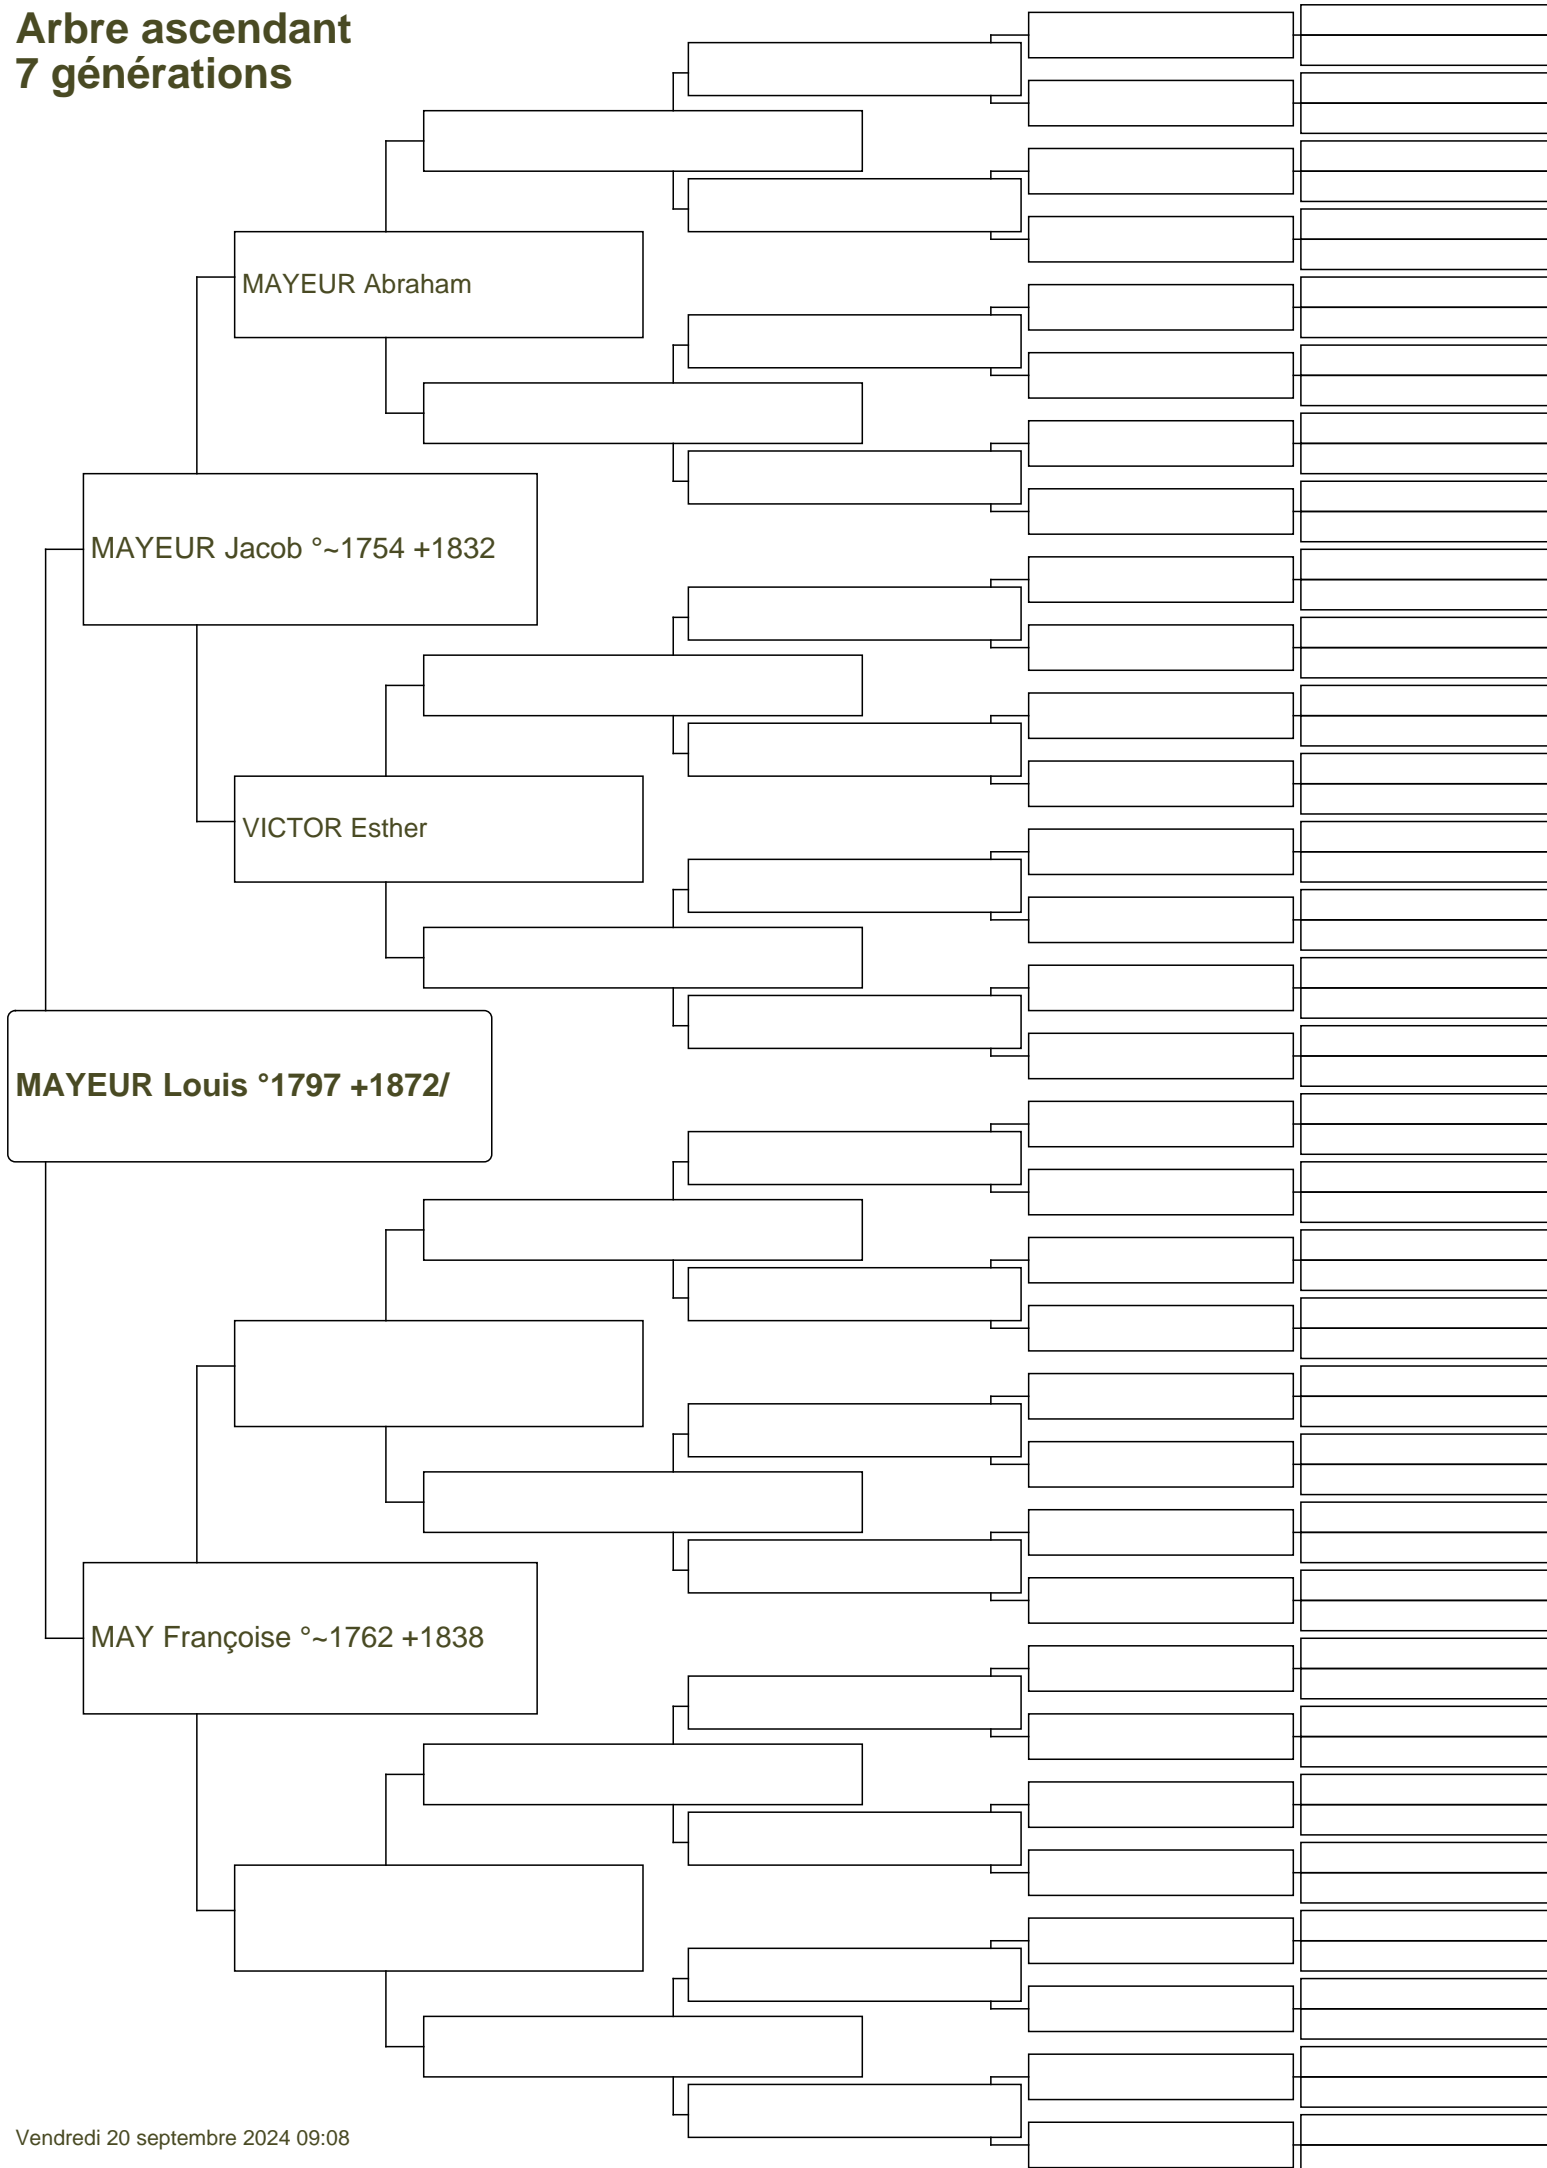 Arbre ascendant
7 générations
MAYEUR Abraham
MAYEUR Jacob °~1754 +1832
VICTOR Esther
MAYEUR Louis °1797 +1872/
MAY Françoise °~1762 +1838
Vendredi 20 septembre 2024 09:08